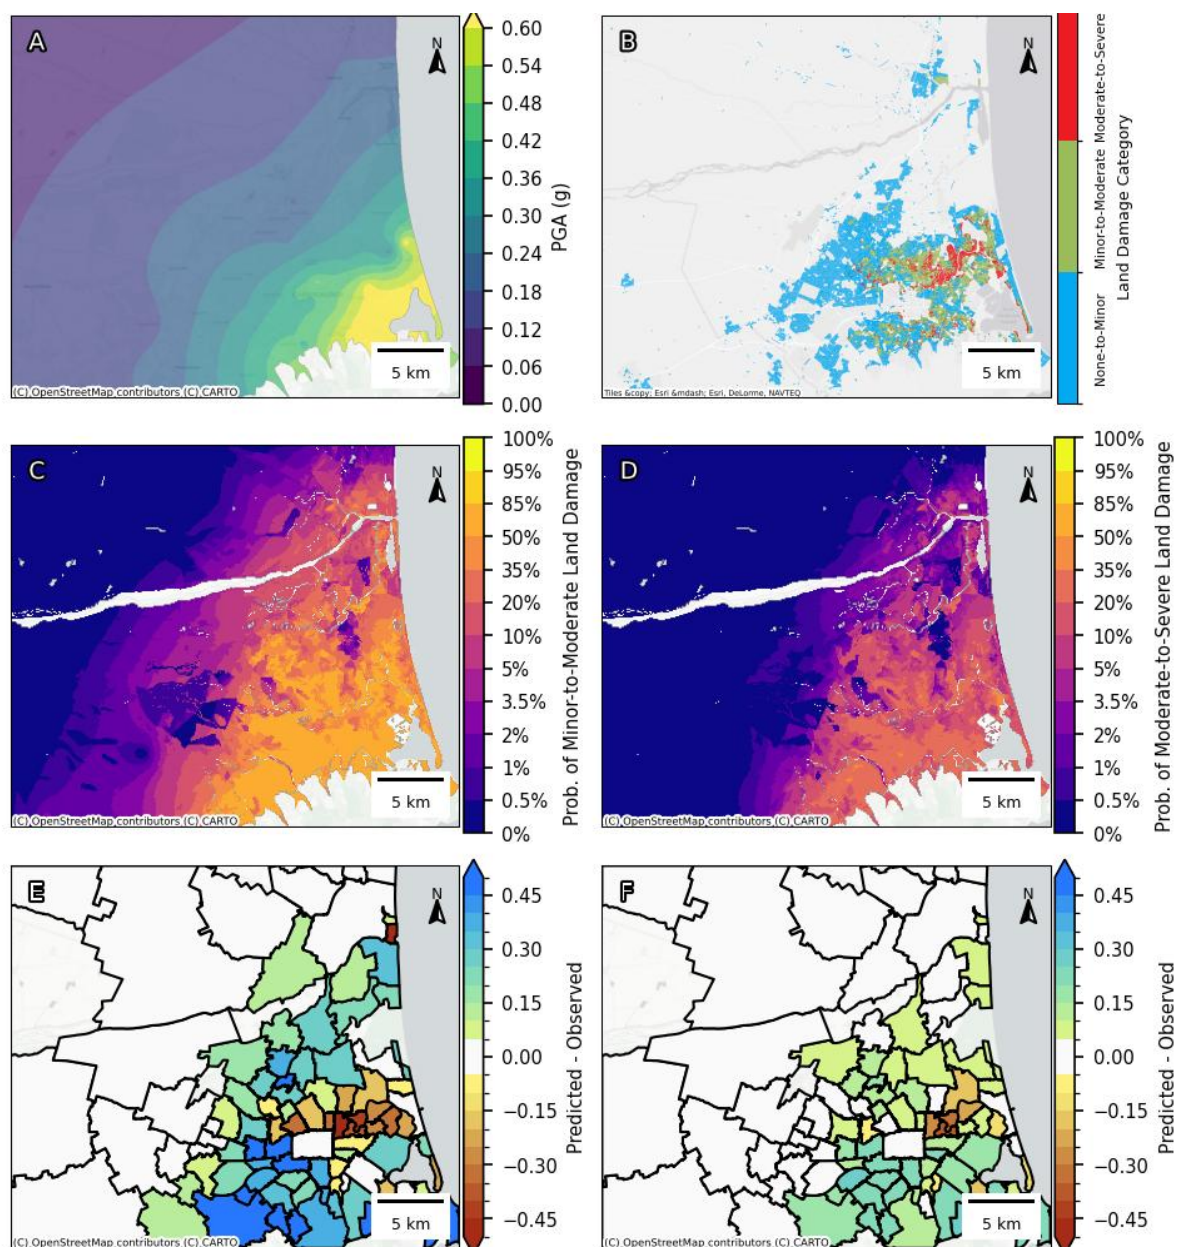 A
N
5 km
(C) OpenStreetMap contributors (C) CARTO
0.60
0.54
0.48
0.42
0.36
0.30
0.24
0.18
0.12
0.06
0.00
PGA (g)
B
N
5 km
Tiles &copy; Esri &mdash; Esri, DeLorme, NAVTEQ
None-to-Minor Minor-to-Moderate Moderate-to-Severe
Land Damage Category
C
N
5 km
(C) OpenStreetMap contributors (C) CARTO
100%
95%
85%
50%
35%
20%
10%
5%
3.5%
2%
1%
0.5%
0%
Prob. of Minor-to-Moderate Land Damage
D
N
5 km
(C) OpenStreetMap contributors (C) CARTO
100%
95%
85%
50%
35%
20%
10%
5%
3.5%
2%
1%
0.5%
0%
Prob. of Moderate-to-Severe Land Damage
E
N
5 km
(C) OpenStreetMap contributors (C) CARTO
0.45
0.30
0.15
0.00
−0.15
−0.30
−0.45
Predicted - Observed
F
N
5 km
(C) OpenStreetMap contributors (C) CARTO
0.45
0.30
0.15
0.00
−0.15
−0.30
−0.45
Predicted - Observed